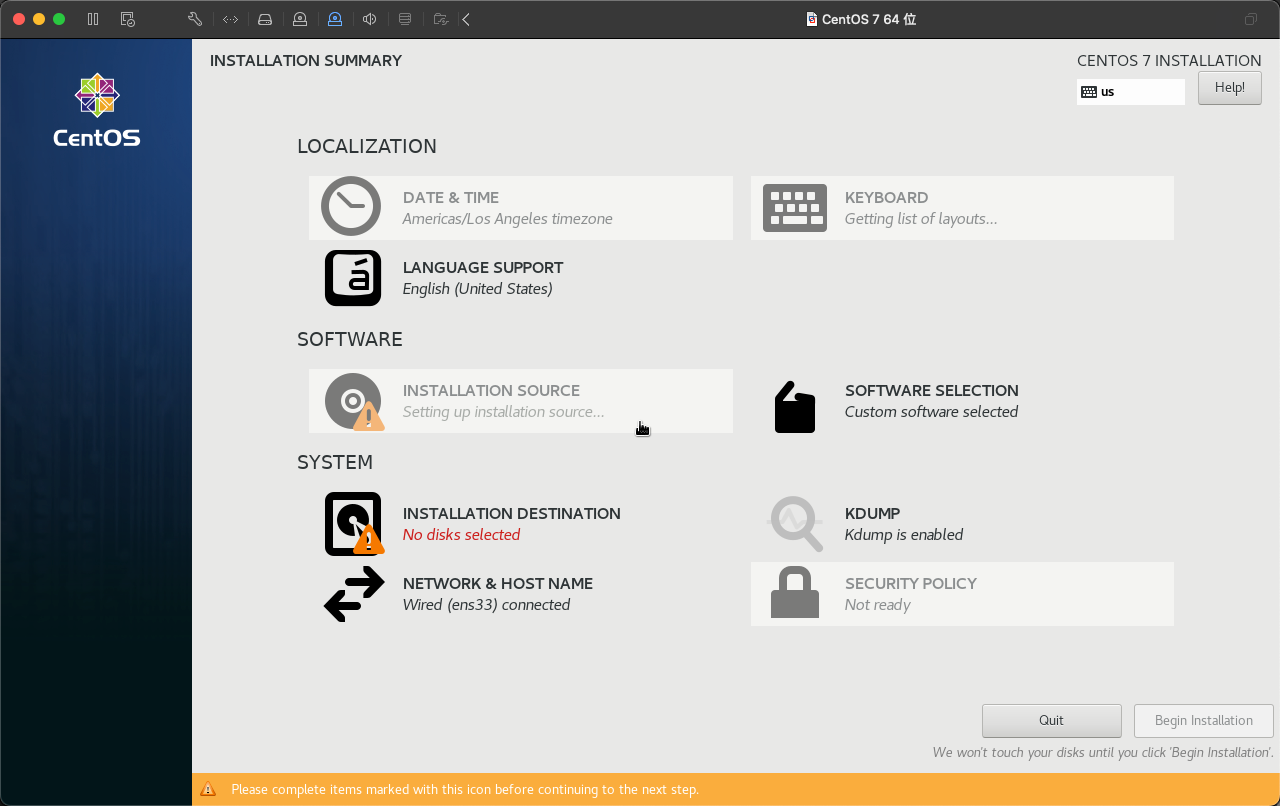 CentOS 7 64 位
CentOS
INSTALLATION SUMMARY
CENTOS 7 INSTALLATION
us
Help!
LOCALIZATION
DATE & TIME
Americas/Los Angeles timezone
KEYBOARD
Getting list of layouts...
LANGUAGE SUPPORT
English (United States)
SOFTWARE
INSTALLATION SOURCE
Setting up installation source...
SOFTWARE SELECTION
Custom software selected
SYSTEM
INSTALLATION DESTINATION
No disks selected
KDUMP
Kdump is enabled
NETWORK & HOST NAME
Wired (ens33) connected
SECURITY POLICY
Not ready
Quit
Begin Installation
We won't touch your disks until you click 'Begin Installation'.
Please complete items marked with this icon before continuing to the next step.